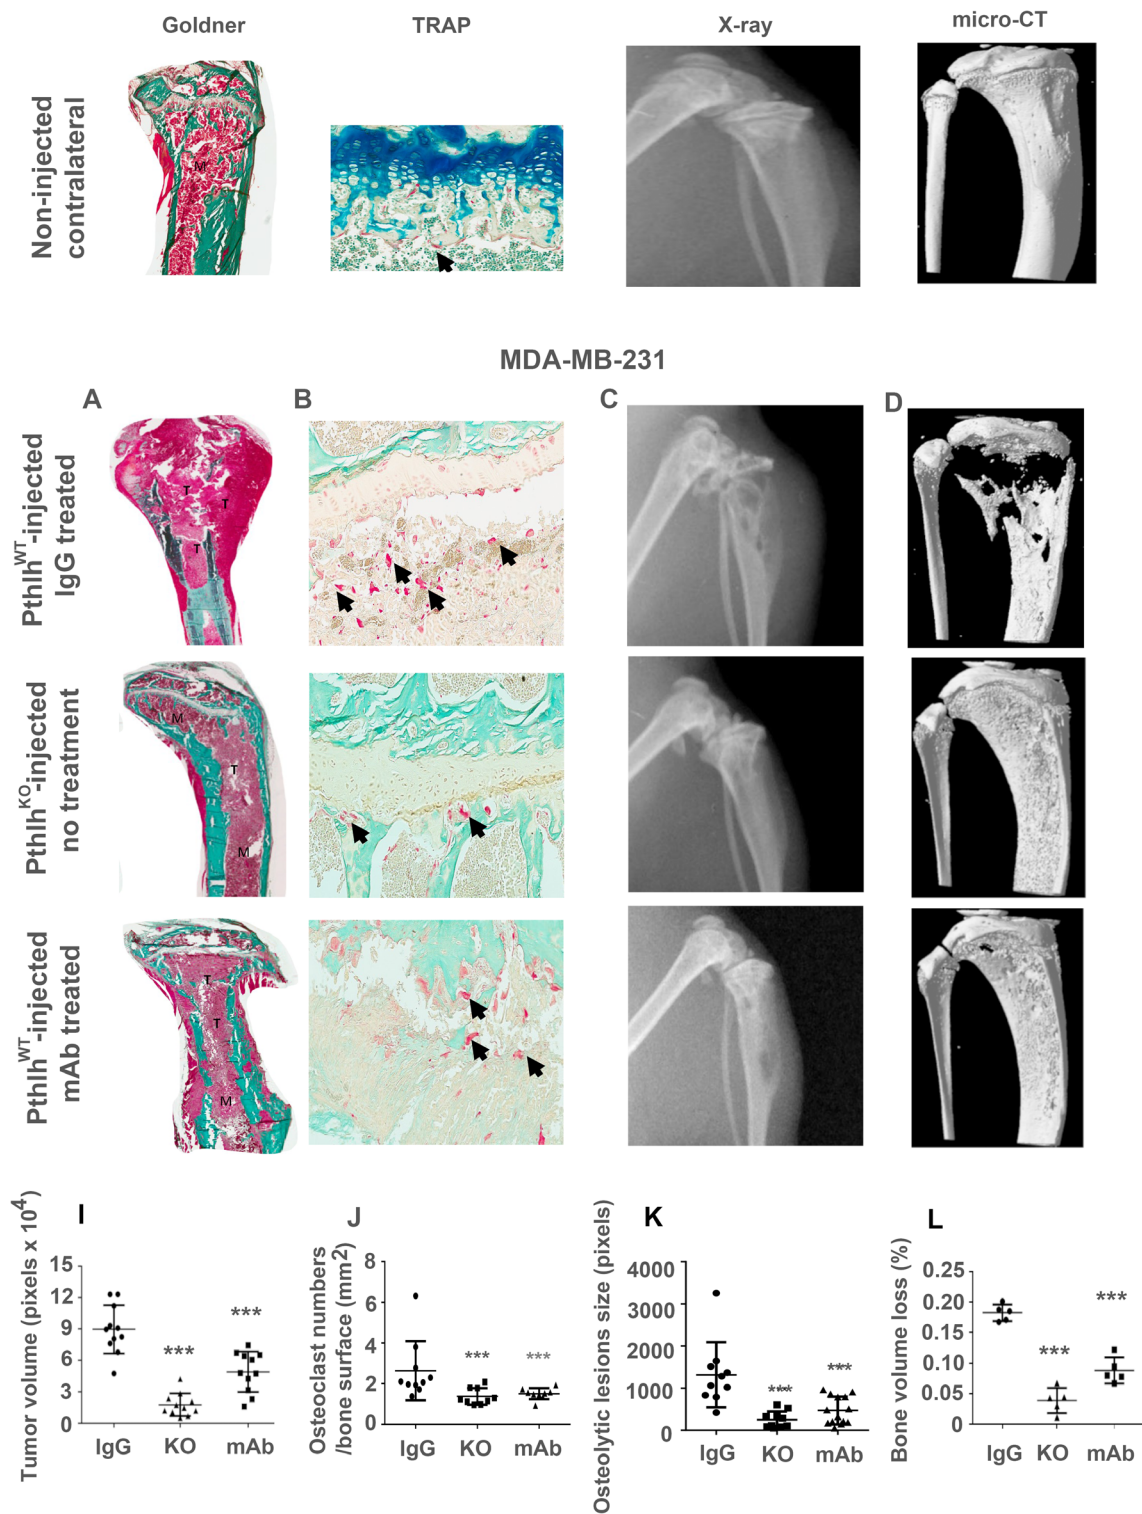 Goldner
TRAP
X-ray
micro-CT
Non-injected
contralateral
M
MDA-MB-231
A
B
C
D
Pthlh^WT-injected
IgG treated
T
T
T
Pthlh^KO-injected
no treatment
M
T
M
Pthlh^WT-injected
mAb treated
T
T
M
I
Tumor volume (pixels x 10^4)
15
12
9
6
3
0
***
***
IgG
KO
mAb
J
Osteoclast numbers
/bone surface (mm^2)
8
6
4
2
0
***
***
IgG
KO
mAb
K
Osteolytic lesions size (pixels)
4000
3000
2000
1000
0
***
***
IgG
KO
mAb
L
Bone volume loss (%)
0.25
0.20
0.15
0.10
0.05
0
***
***
IgG
KO
mAb